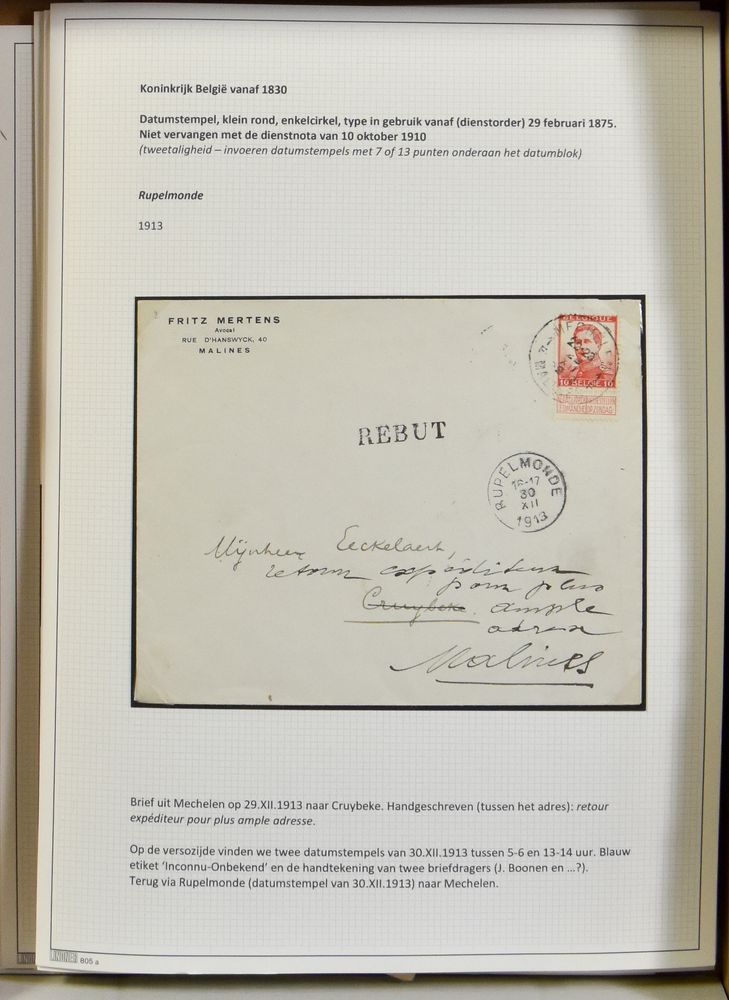 Koninkrijk België vanaf 1830
Datumstempel, klein rond, enkelcirkel, type in gebruik vanaf (dienstorder) 29 februari 1875.
Niet vervangen met de dienstnota van 10 oktober 1910
(tweetaligheid – invoeren datumstempels met 7 of 13 punten onderaan het datumblok)
Rupelmonde
1913
FRITZ MERTENS
Avocat
RUE D'HANSWYCK, 40
MALINES
BELGIQUE
10 BELGIE 10
REBUT
RUPELMONDE
16-17
30
XII
1913
Mijnheer Eeckelaert,
retour expéditeur
pour plus
Cruybeke ample
adresse
Malines
Brief uit Mechelen op 29.XII.1913 naar Cruybeke. Handgeschreven (tussen het adres): retour
expéditeur pour plus ample adresse.
Op de versozijde vinden we twee datumstempels van 30.XII.1913 tussen 5-6 en 13-14 uur. Blauw
etiket ‘Inconnu-Onbekend’ en de handtekening van twee briefdragers (J. Boonen en …?).
Terug via Rupelmonde (datumstempel van 30.XII.1913) naar Mechelen.
LINDNER 805 a